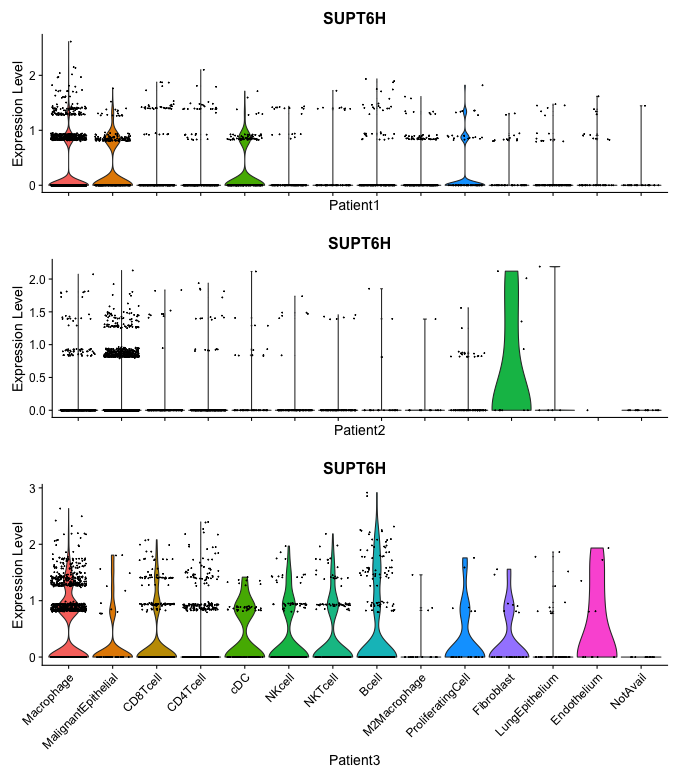 SUPT6H
Expression Level
2
1
0
Patient1
SUPT6H
Expression Level
2.0
1.5
1.0
0.5
0.0
Patient2
SUPT6H
Expression Level
3
2
1
0
Macrophage
MalignantEpithelial
CD8Tcell
CD4Tcell
cDC
NKcell
NKTcell
Bcell
M2Macrophage
ProliferatingCell
Fibroblast
LungEpithelium
Endothelium
NotAvail
Patient3